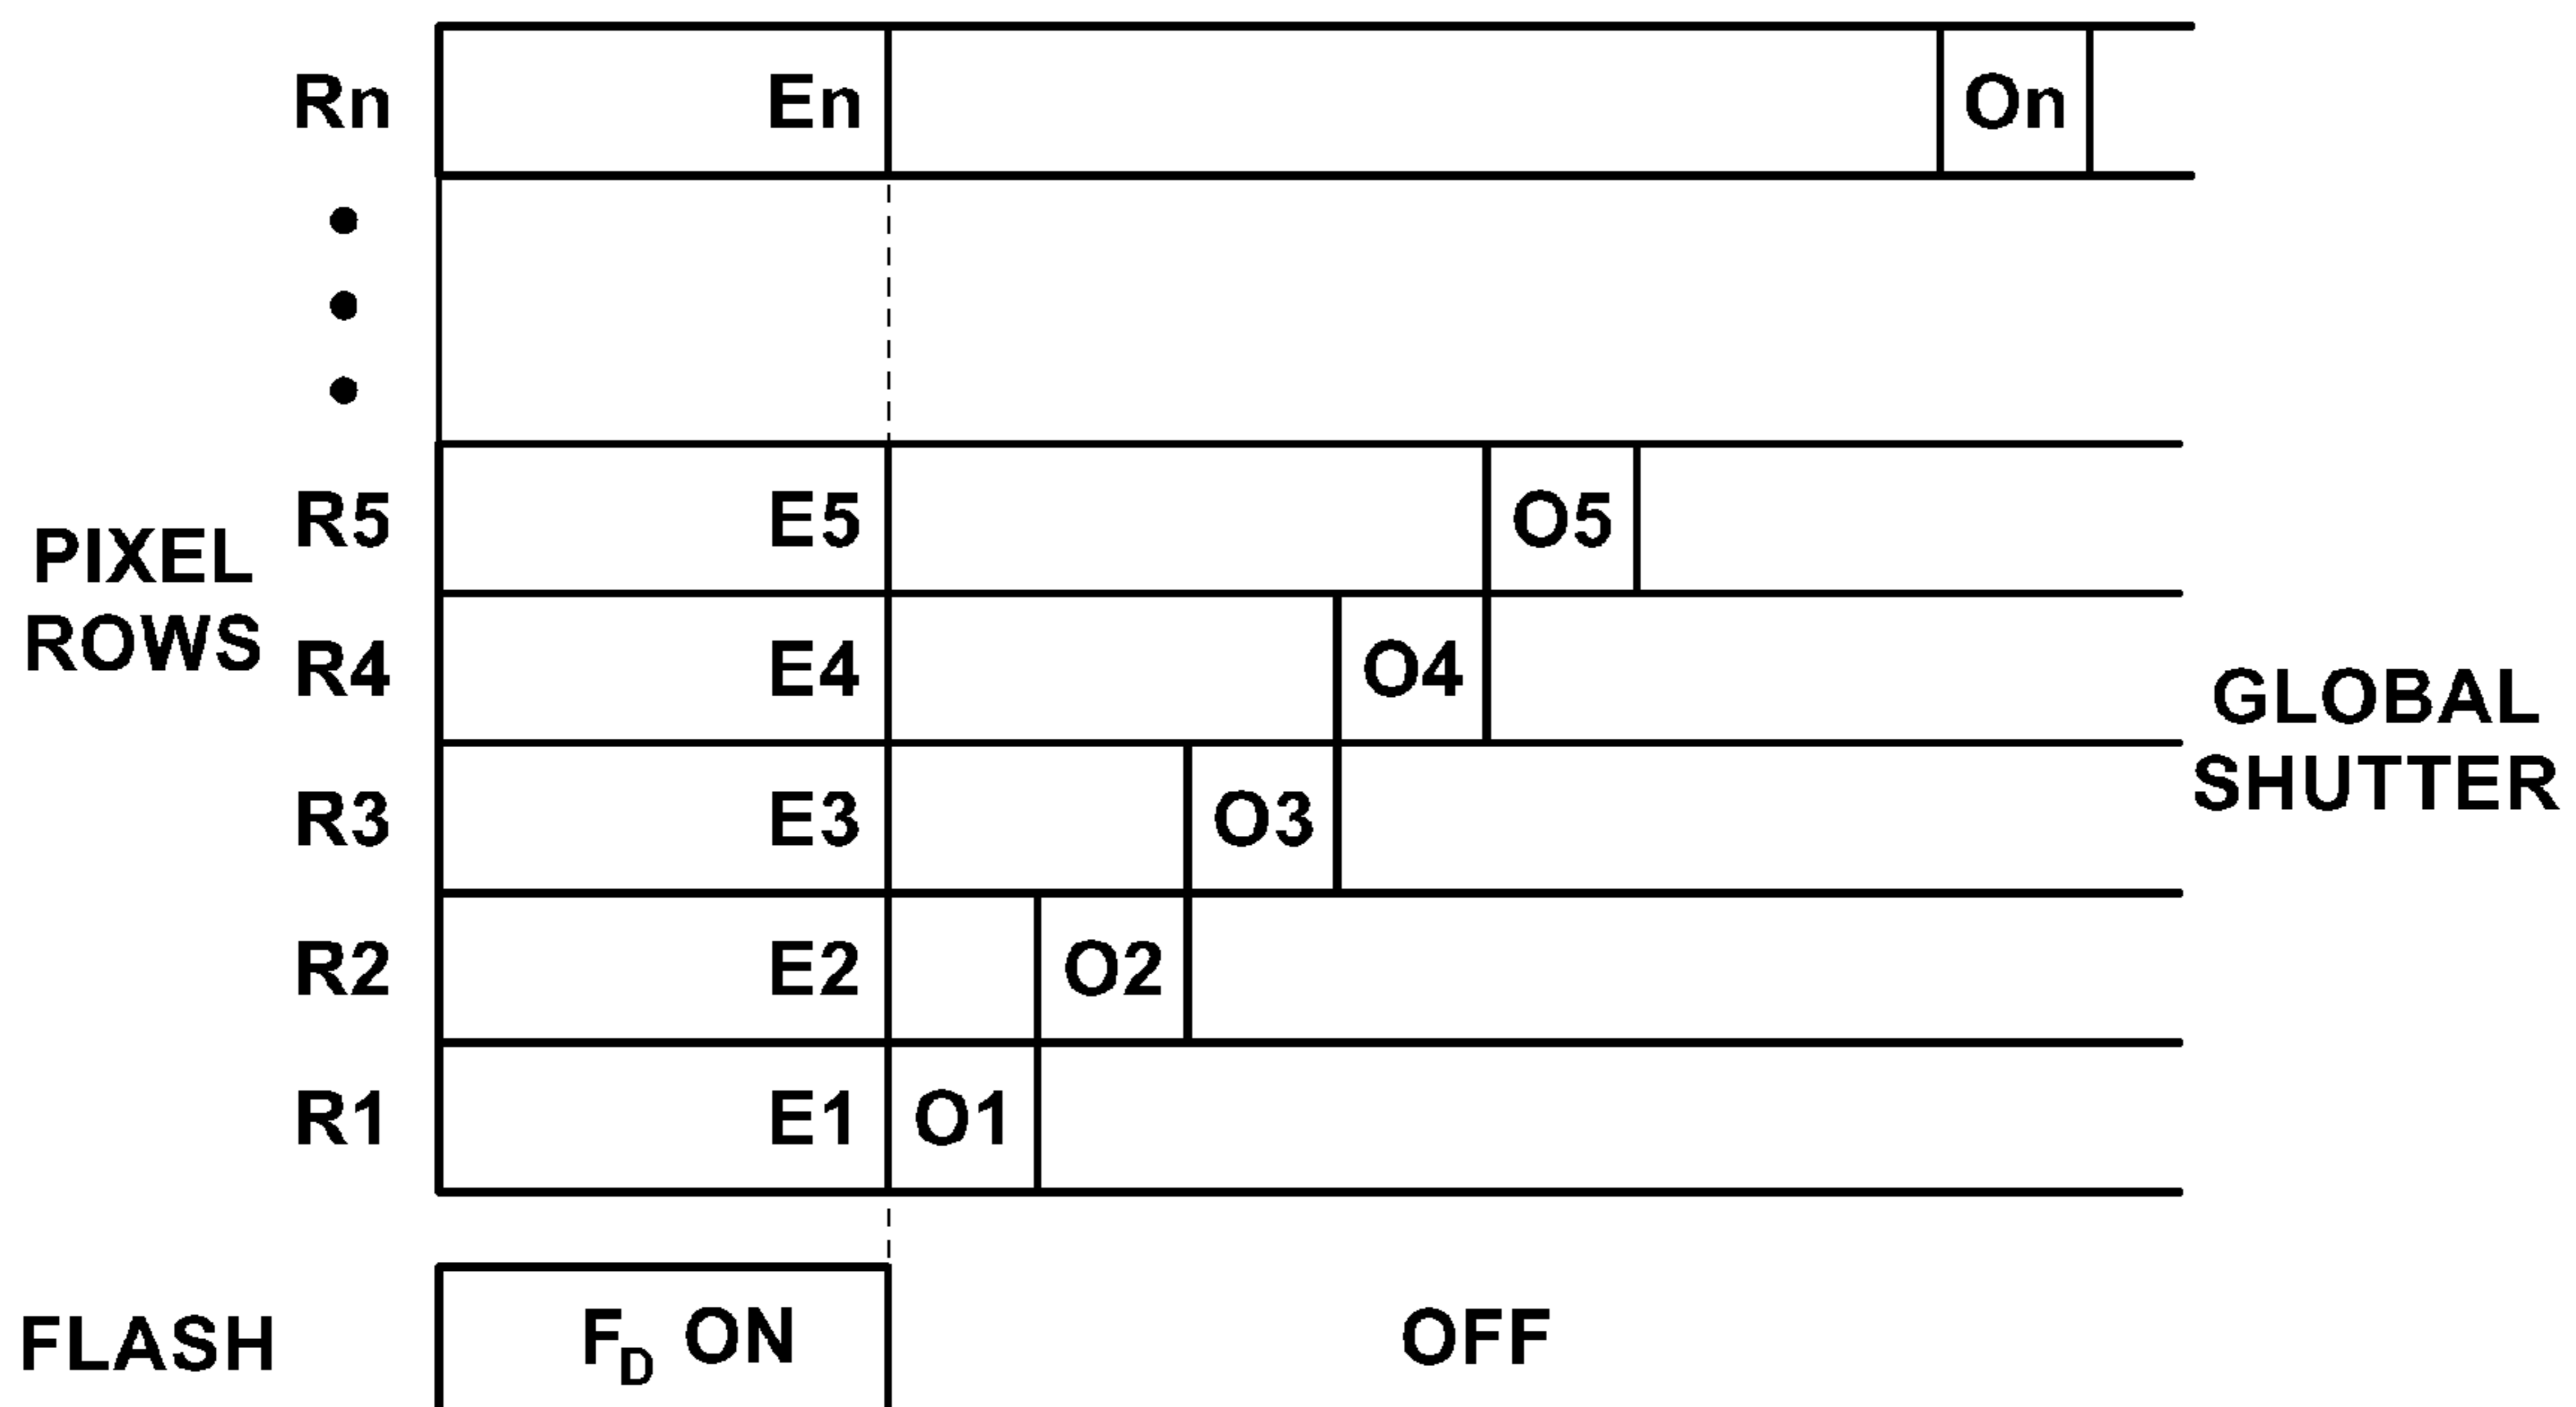 Rn En On
R5 E5 O5
PIXEL
ROWS
R4 E4 O4
GLOBAL
SHUTTER
R3 E3 O3
R2 E2 O2
R1 E1 O1
FLASH FD ON OFF